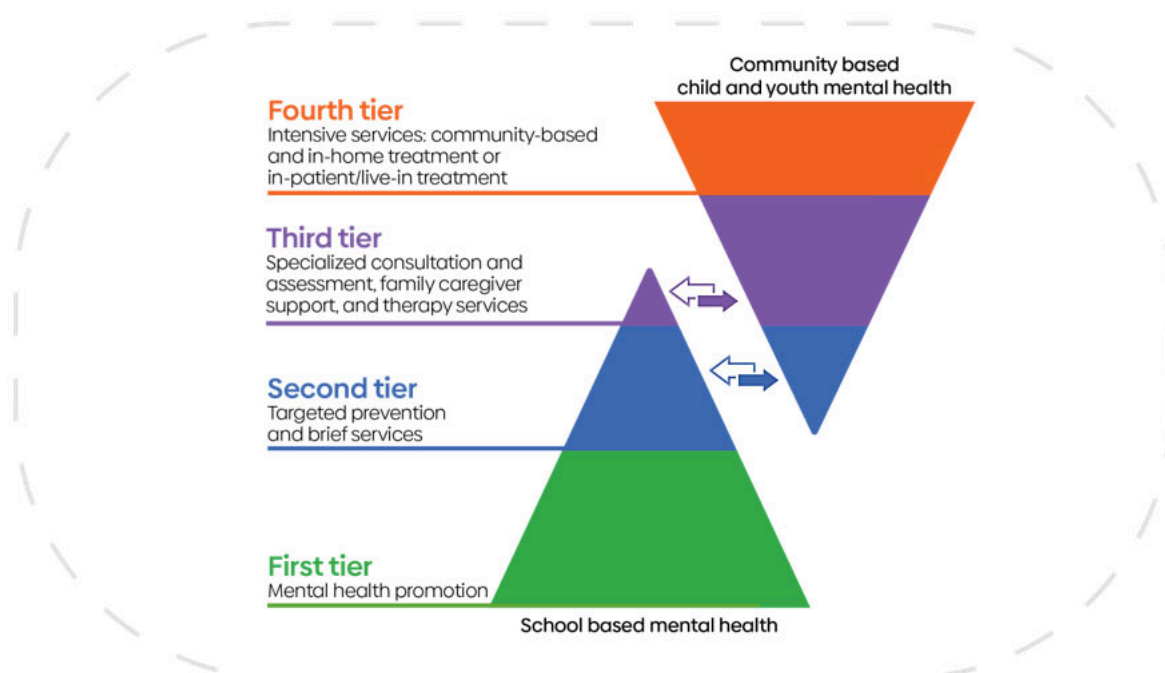 Community based
child and youth mental health
Fourth tier
Intensive services: community-based
and in-home treatment or
in-patient/live-in treatment
Third tier
Specialized consultation and
assessment, family caregiver
support, and therapy services
Second tier
Targeted prevention
and brief services
First tier
Mental health promotion
School based mental health